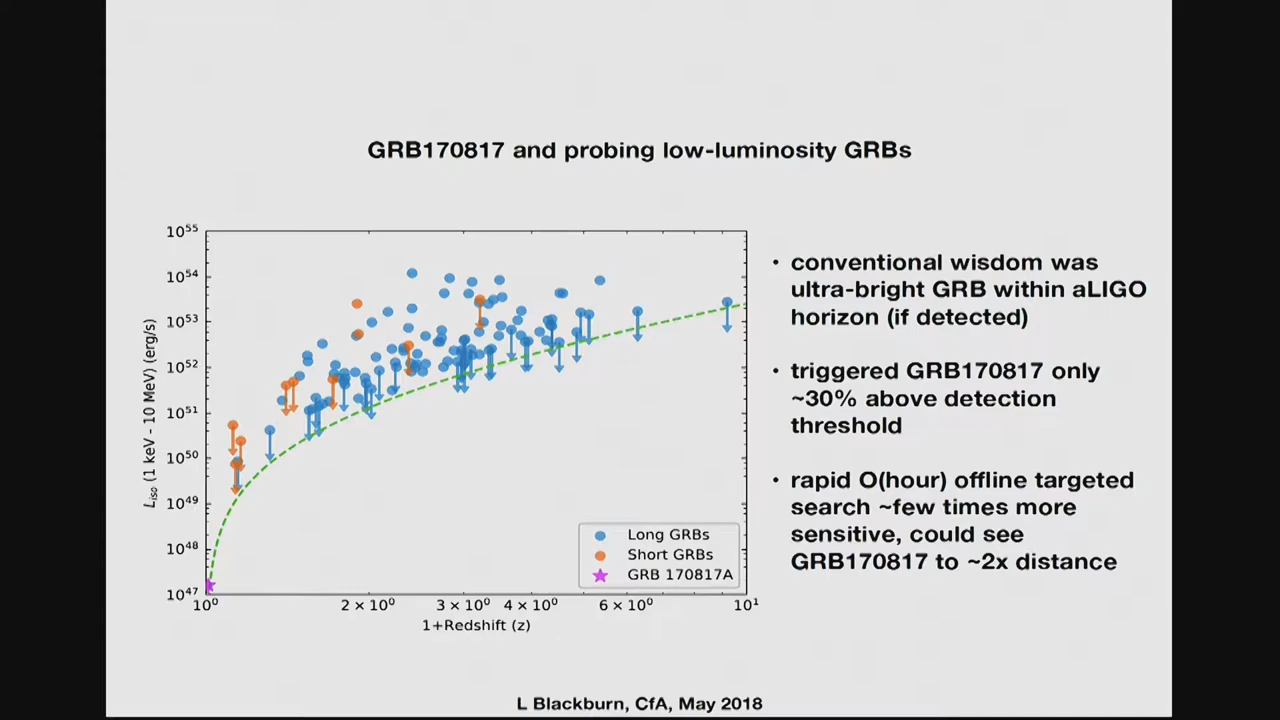 GRB170817 and probing low-luminosity GRBs
10⁵⁵
10⁵⁴
10⁵³
10⁵²
10⁵¹
10⁵⁰
10⁴⁹
10⁴⁸
10⁴⁷
L_iso (1 keV - 10 MeV) (erg/s)
Long GRBs
Short GRBs
GRB 170817A
10⁰ 2 × 10⁰ 3 × 10⁰ 4 × 10⁰ 6 × 10⁰ 10¹
1+Redshift (z)
• conventional wisdom was
ultra-bright GRB within aLIGO
horizon (if detected)
• triggered GRB170817 only
~30% above detection
threshold
• rapid O(hour) offline targeted
search ~few times more
sensitive, could see
GRB170817 to ~2x distance
L Blackburn, CfA, May 2018